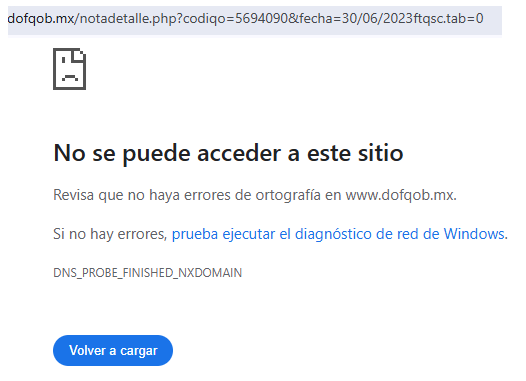 dofqob.mx/notadetalle.php?codiqo=5694090&fecha=30/06/2023ftqsc.tab=0
No se puede acceder a este sitio
Revisa que no haya errores de ortografía en www.dofqob.mx.
Si no hay errores, prueba ejecutar el diagnóstico de red de Windows.
DNS_PROBE_FINISHED_NXDOMAIN
Volver a cargar